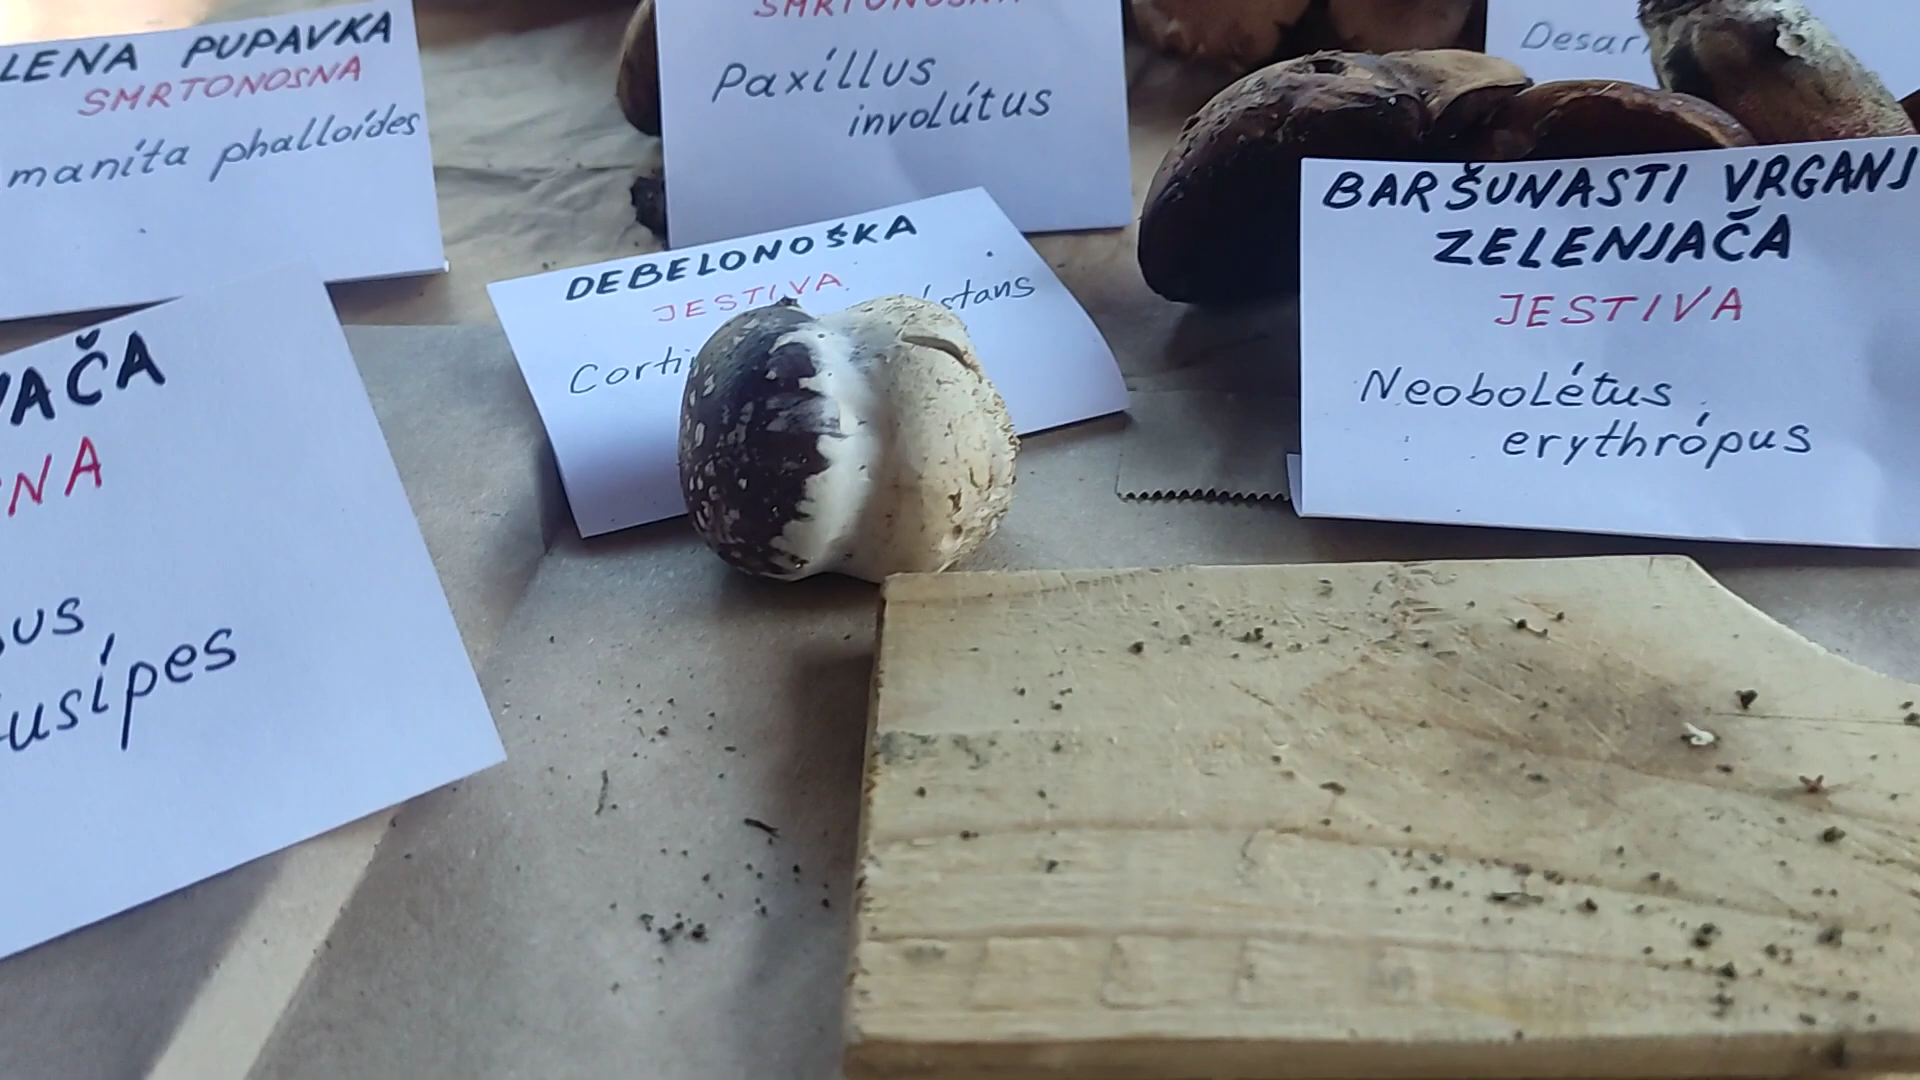 LENA PUPAVKA
SMRTONOSNA
manita phalloídes
SMRTONOSNA
Paxíllus
involútus
Desar
DEBELONOŠKA
JESTIVA
Corti stans
BARŠUNASTI VRGANJ
ZELENJAČA
JESTIVA
Neobolétus
erythrópus
AČA
NA
us
usípes